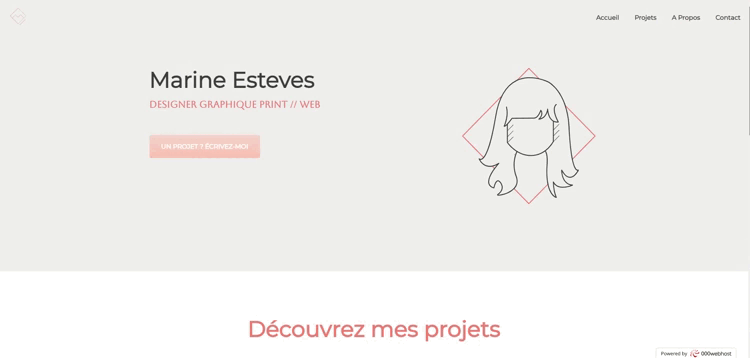 Accueil Projets A Propos Contact
Marine Esteves
DESIGNER GRAPHIQUE PRINT // WEB
UN PROJET ? ÉCRIVEZ-MOI
Découvrez mes projets
Powered by 000webhost